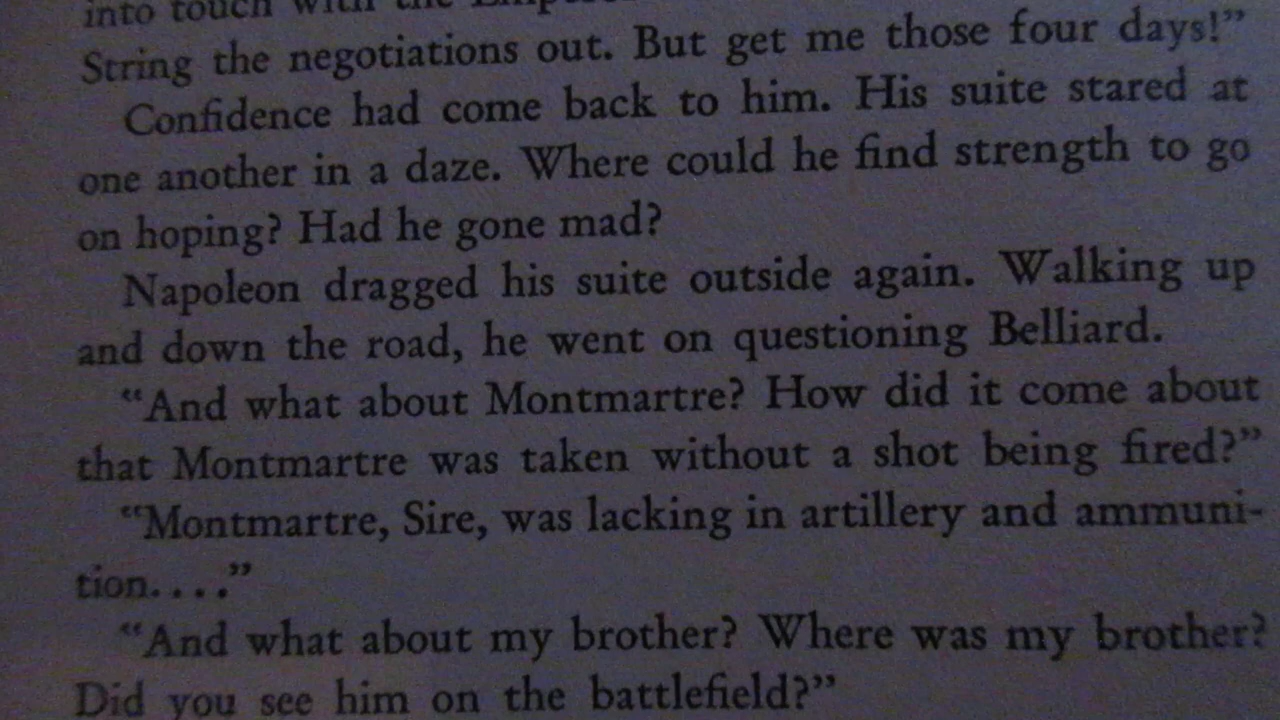 into touch with the
String the negotiations out. But get me those four days!”
Confidence had come back to him. His suite stared at
one another in a daze. Where could he find strength to go
on hoping? Had he gone mad?
Napoleon dragged his suite outside again. Walking up
and down the road, he went on questioning Belliard.
“And what about Montmartre? How did it come about
that Montmartre was taken without a shot being fired?”
“Montmartre, Sire, was lacking in artillery and ammuni-
tion. . . .”
“And what about my brother? Where was my brother?
Did you see him on the battlefield?”